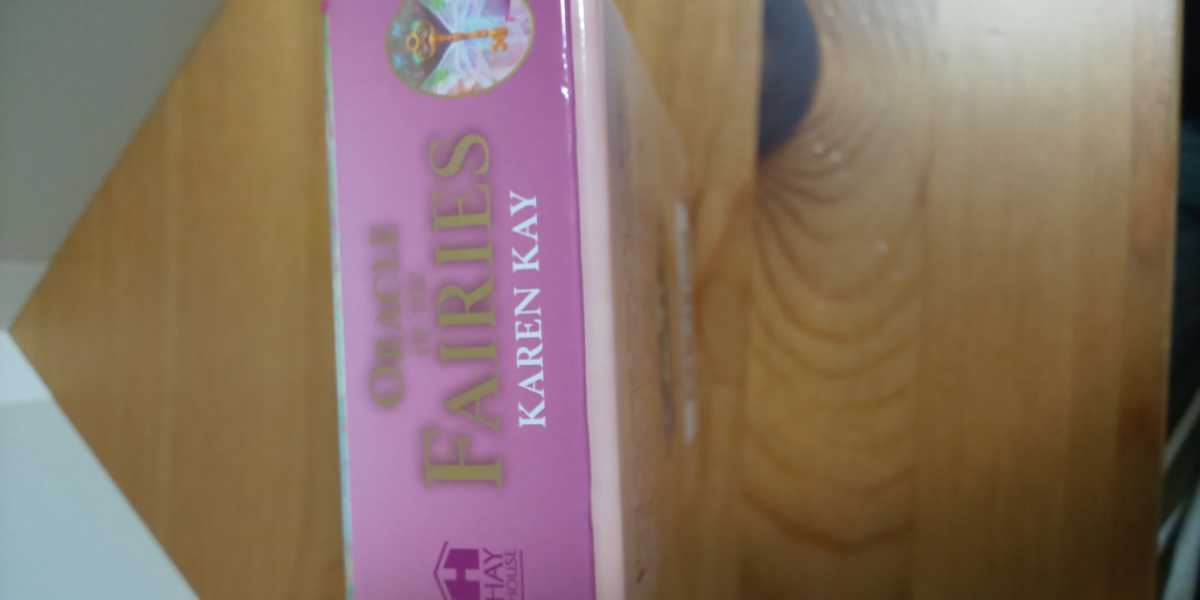 ORACLE
OF THE
FAIRIES
KAREN KAY
HAY
HOUSE